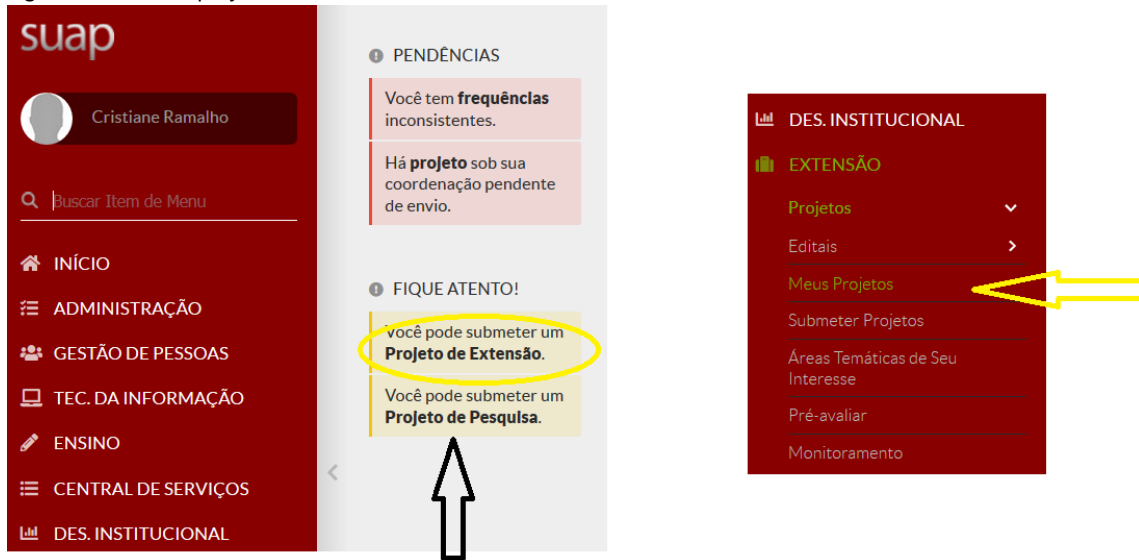 suap
Cristiane Ramalho
Buscar Item de Menu
INÍCIO
ADMINISTRAÇÃO
GESTÃO DE PESSOAS
TEC. DA INFORMAÇÃO
ENSINO
CENTRAL DE SERVIÇOS
DES. INSTITUCIONAL
PENDÊNCIAS
Você tem frequências
inconsistentes.
Há projeto sob sua
coordenação pendente
de envio.
FIQUE ATENTO!
Você pode submeter um
Projeto de Extensão.
Você pode submeter um
Projeto de Pesquisa.
DES. INSTITUCIONAL
EXTENSÃO
Projetos
Editais
Meus Projetos
Submeter Projetos
Áreas Temáticas de Seu
Interesse
Pré-avaliar
Monitoramento